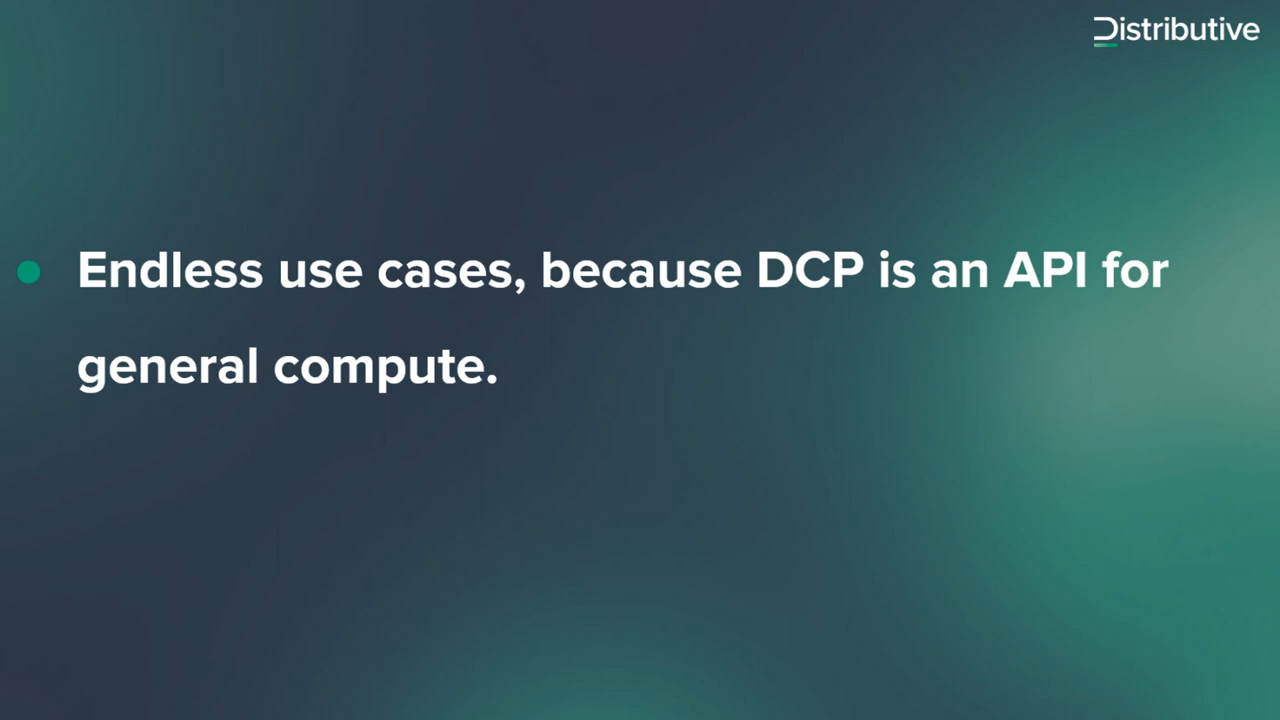 Distributive
Endless use cases, because DCP is an API for
general compute.